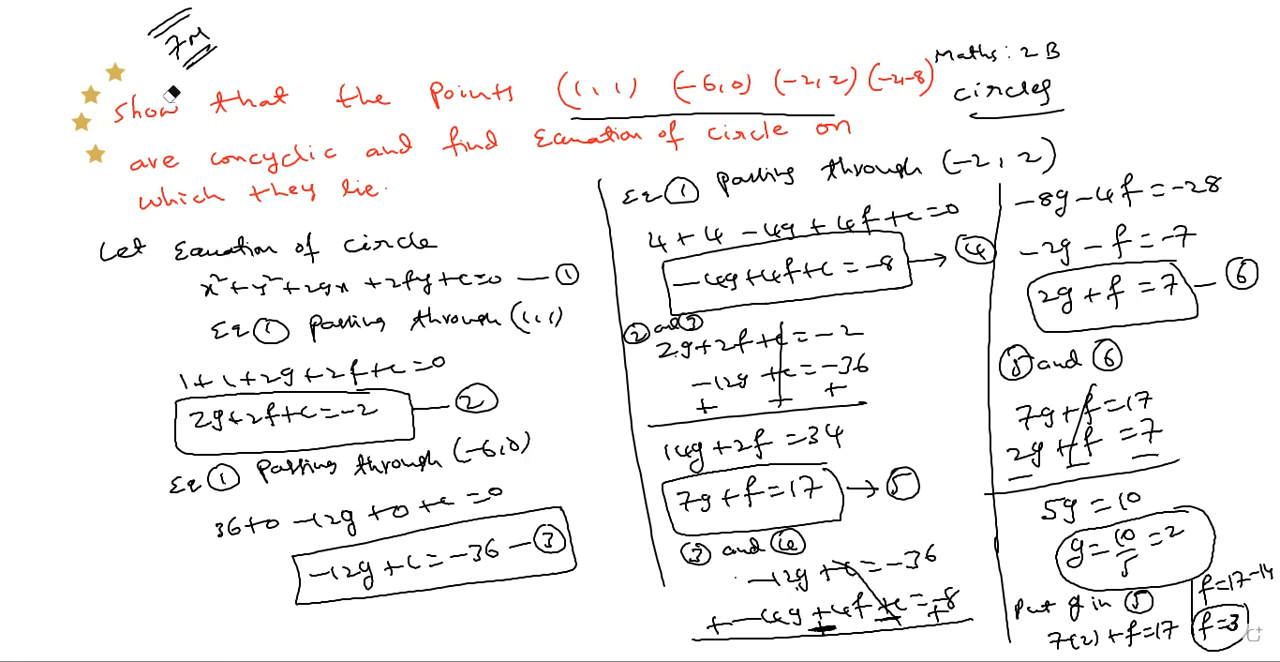 7M
Maths: 2B
circles
Show that the points (1,1) (-6,0) (-2,2) (-2,-8)
are concyclic and find Equation of circle on
which they lie.
Let Equation of circle
x²+y²+2gx+2fy+c=0 — ①
Eq ① passing through (1,1)
1+1+2g+2f+c=0
2g+2f+c=-2 — ②
Eq ① passing through (-6,0)
36+0-12g+0+c=0
-12g+c=-36 — ③
Eq ① passing through (-2,2)
4+4-4g+4f+c=0
-4g+4f+c=-8 → ④
② and ③
2g+2f+c=-2
-12g+c=-36
+ - +
14g+2f=34
7g+f=17 → ⑤
③ and ④
-12g+c=-36
-4g+4f+c=-8
+ - - +
-8g-4f=-28
-2g-f=-7
2g+f=7 — ⑥
⑤ and ⑥
7g+f=17
2g+f=7
- - -
5g=10
g=10/5=2
Put g in ⑤
7(2)+f=17
f=17-14
f=3